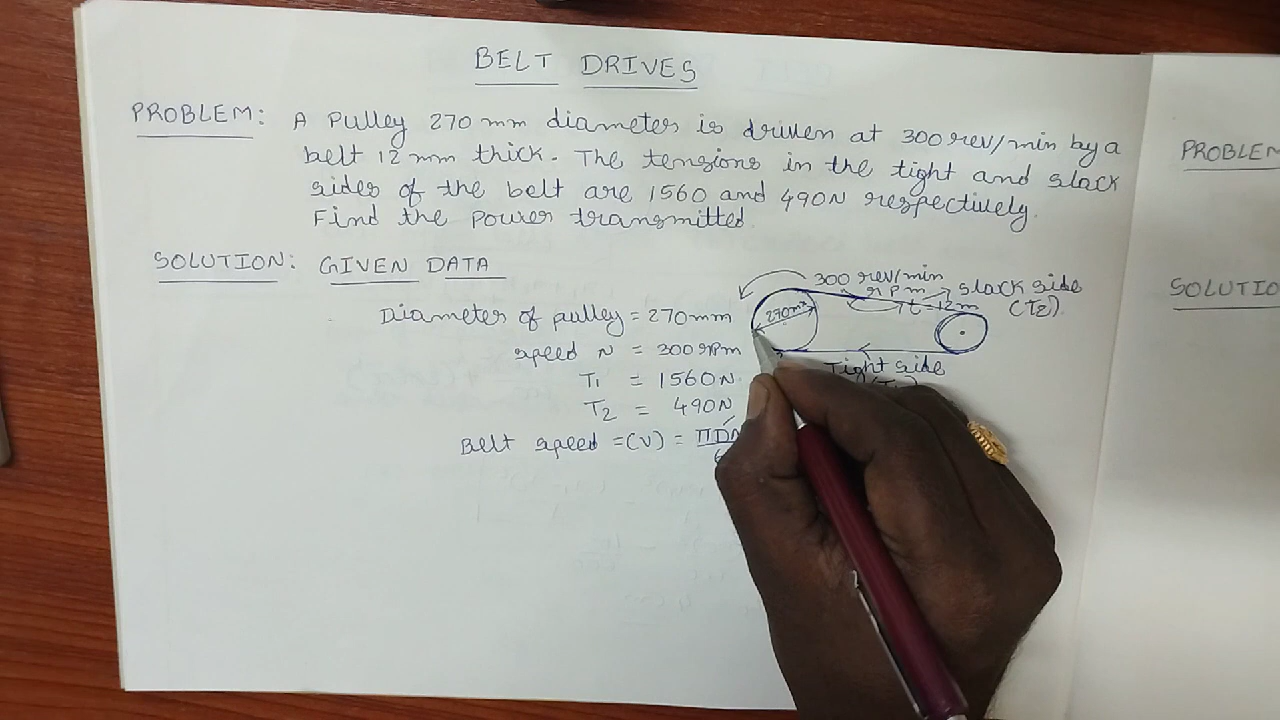 BELT DRIVES
PROBLEM: A Pulley 270 mm diameter is driven at 300 rev/min by a
belt 12 mm thick. The tensions in the tight and slack
sides of the belt are 1560 and 490N respectively.
Find the power transmitted.
SOLUTION: GIVEN DATA
300 rev/min
rpm
slack side
(T2)
270mm
t=12m
Diameter of pulley = 270mm
speed N = 300rpm
Tight side
T1 = 1560N
T2 = 490N
Belt speed =(V) = πDN
PROBLEM
SOLUTIO